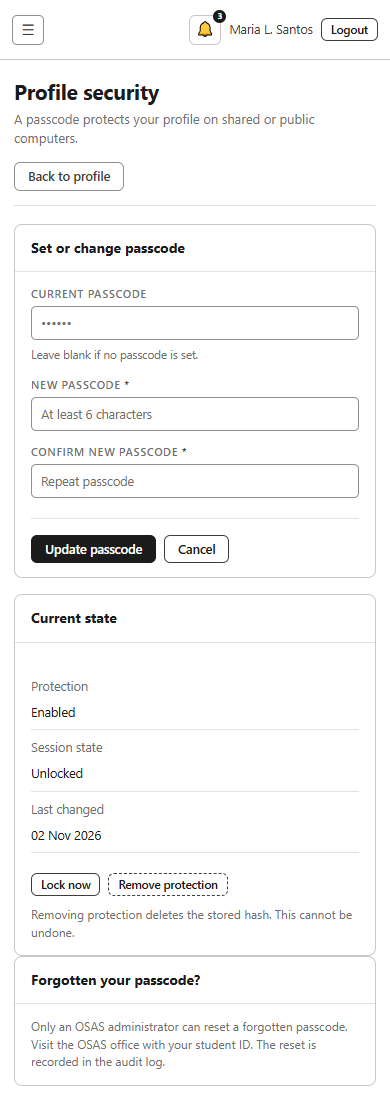 ☰
3
Maria L. Santos
Logout
Profile security
A passcode protects your profile on shared or public
computers.
Back to profile
Set or change passcode
CURRENT PASSCODE
••••••
Leave blank if no passcode is set.
NEW PASSCODE *
At least 6 characters
CONFIRM NEW PASSCODE *
Repeat passcode
Update passcode
Cancel
Current state
Protection
Enabled
Session state
Unlocked
Last changed
02 Nov 2026
Lock now
Remove protection
Removing protection deletes the stored hash. This cannot be
undone.
Forgotten your passcode?
Only an OSAS administrator can reset a forgotten passcode.
Visit the OSAS office with your student ID. The reset is
recorded in the audit log.